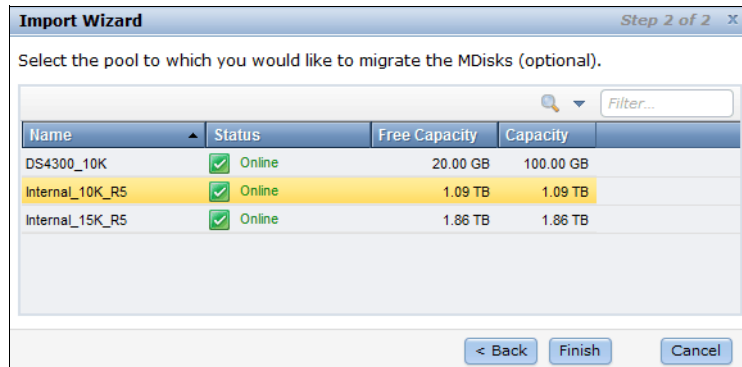 Import Wizard Step 2 of 2 x
Select the pool to which you would like to migrate the MDisks (optional).
Filter...
Name Status Free Capacity Capacity
DS4300_10K Online 20.00 GB 100.00 GB
Internal_10K_R5 Online 1.09 TB 1.09 TB
Internal_15K_R5 Online 1.86 TB 1.86 TB
< Back Finish Cancel